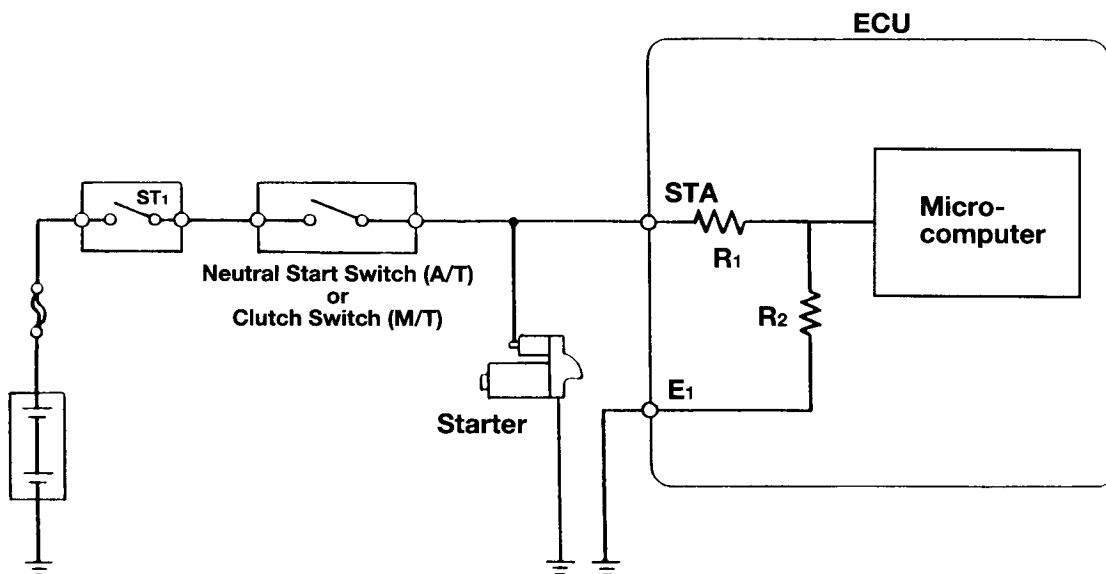 ECU
ST1
STA
R1
Micro-
computer
Neutral Start Switch (A/T)
or
Clutch Switch (M/T)
R2
E1
Starter